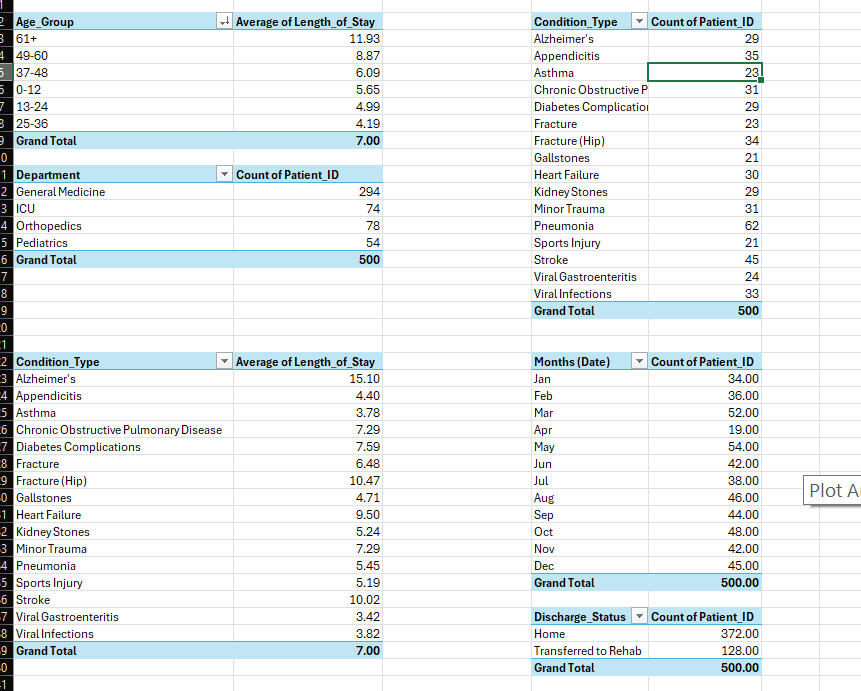 Age_Group Average of Length_of_Stay
61+ 11.93
49-60 8.87
37-48 6.09
0-12 5.65
13-24 4.99
25-36 4.19
Grand Total 7.00
Department Count of Patient_ID
General Medicine 294
ICU 74
Orthopedics 78
Pediatrics 54
Grand Total 500
Condition_Type Count of Patient_ID
Alzheimer's 29
Appendicitis 35
Asthma 23
Chronic Obstructive P 31
Diabetes Complication 29
Fracture 23
Fracture (Hip) 34
Gallstones 21
Heart Failure 30
Kidney Stones 29
Minor Trauma 31
Pneumonia 62
Sports Injury 21
Stroke 45
Viral Gastroenteritis 24
Viral Infections 33
Grand Total 500
Condition_Type Average of Length_of_Stay
Alzheimer's 15.10
Appendicitis 4.40
Asthma 3.78
Chronic Obstructive Pulmonary Disease 7.29
Diabetes Complications 7.59
Fracture 6.48
Fracture (Hip) 10.47
Gallstones 4.71
Heart Failure 9.50
Kidney Stones 5.24
Minor Trauma 7.29
Pneumonia 5.45
Sports Injury 5.19
Stroke 10.02
Viral Gastroenteritis 3.42
Viral Infections 3.82
Grand Total 7.00
Months (Date) Count of Patient_ID
Jan 34.00
Feb 36.00
Mar 52.00
Apr 19.00
May 54.00
Jun 42.00
Jul 38.00
Aug 46.00
Sep 44.00
Oct 48.00
Nov 42.00
Dec 45.00
Grand Total 500.00
Discharge_Status Count of Patient_ID
Home 372.00
Transferred to Rehab 128.00
Grand Total 500.00
Plot A